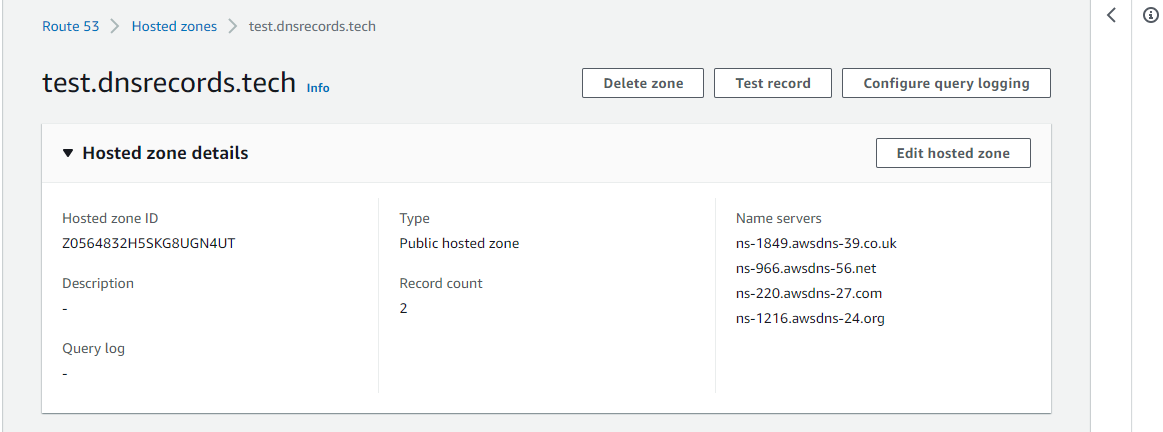 Route 53 > Hosted zones > test.dnsrecords.tech
test.dnsrecords.tech Info
Delete zone
Test record
Configure query logging
Hosted zone details
Edit hosted zone
Hosted zone ID
Z0564832H5SKG8UGN4UT
Description
-
Query log
-
Type
Public hosted zone
Record count
2
Name servers
ns-1849.awsdns-39.co.uk
ns-966.awsdns-56.net
ns-220.awsdns-27.com
ns-1216.awsdns-24.org